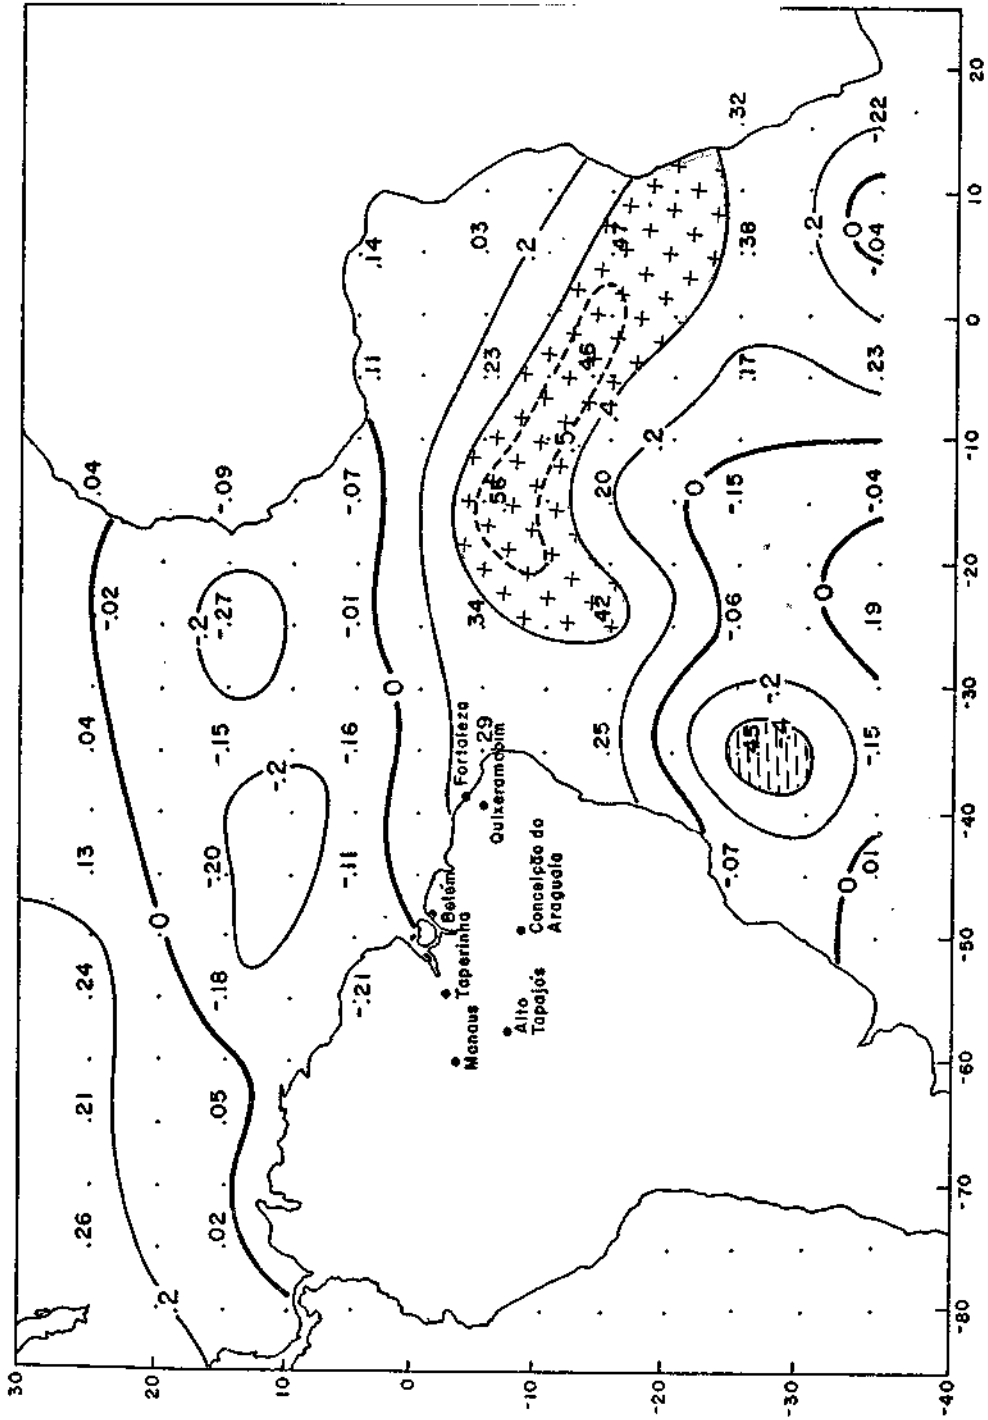 30
.26 .21 .24 .13 .04 -.02 .04
.2
20
0
-.2
.02 .05 -.18 -.20 -.15 -.27 -.09
10
-.2
-.21 -.11 -.16 -.01 -.07 .11 .14
0
0
Belém
Fortaleza
Manaus
Taperinha
Quixeramobim
.29 .34 .56 .23 .03
Alto
Tapajós
Conceição do
Araguaia
-10
.2
.5
.25 .42 .20 .46 .47
.4
-20
.2
0
-.07 -.45 -.06 -.15 .17 .38 .32
-.2
-.4
-30
.2
0
0
0
.01 -.15 .19 -.04 .23 -.04 -.22
-40
-80 -70 -60 -50 -40 -30 -20 -10 0 10 20